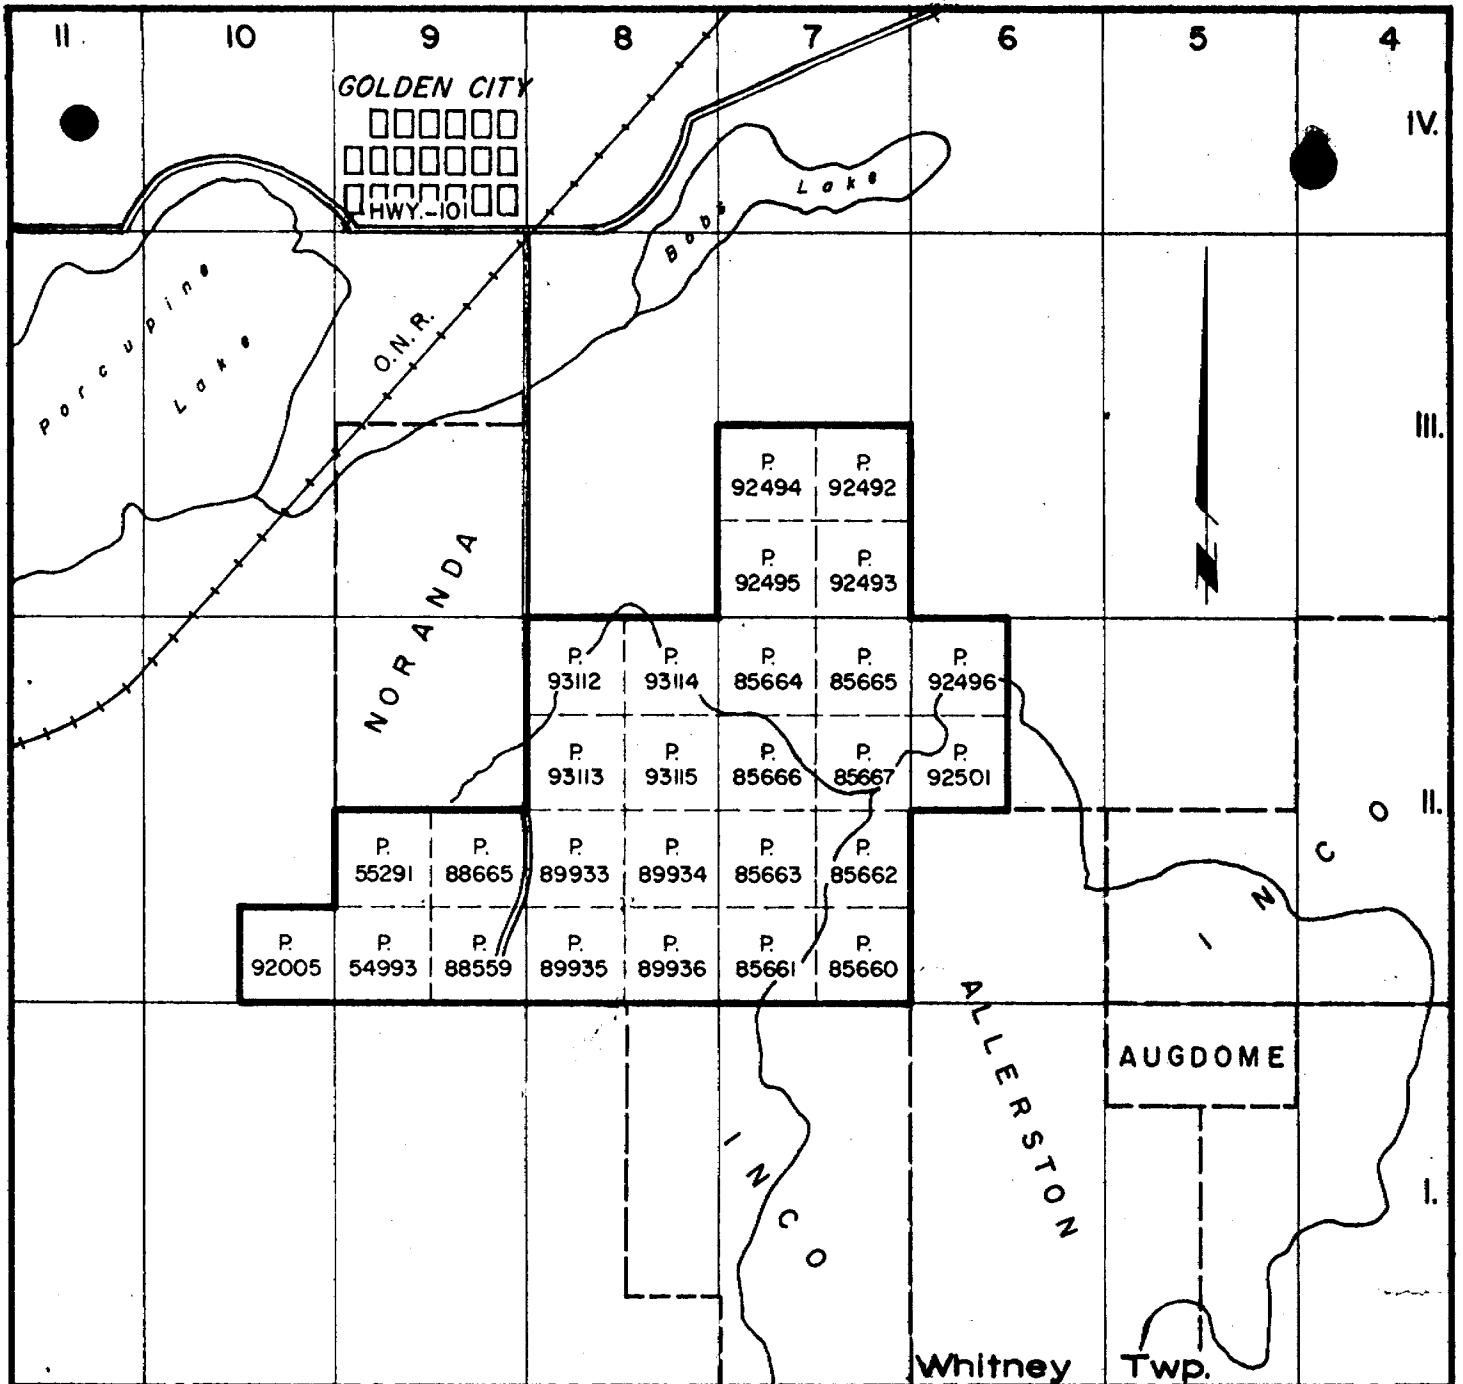 11 10 9 8 7 6 5 4
GOLDEN CITY
IV.
HWY.-101
Bobs Lake
Porcupine
Lake
O.N.R.
III.
P. P.
92494 92492
P. P.
92495 92493
N
NORANDA
P. P. P. P. P.
93112 93114 85664 85665 92496
P. P. P. P. P.
93113 93115 85666 85667 92501
II.
INCO
P. P. P. P. P. P.
55291 88665 89933 89934 85663 85662
P. P. P. P. P. P. P.
92005 54993 88559 89935 89936 85661 85660
ALLERSTON
AUGDOME
INCO
I.
Whitney Twp.